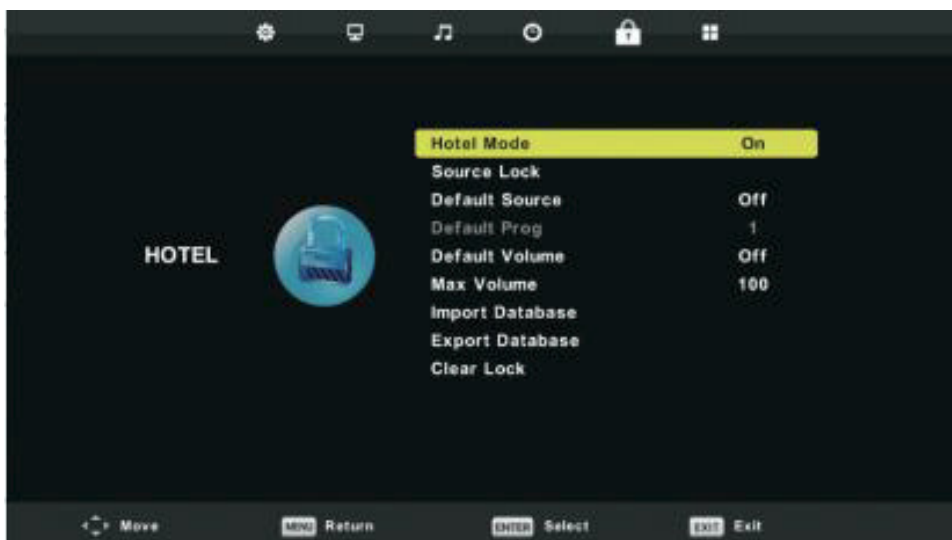 Hotel Mode On
Source Lock
Default Source Off
Default Prog 1
HOTEL
Default Volume Off
Max Volume 100
Import Database
Export Database
Clear Lock
Move MENU Return ENTER Select EXIT Exit